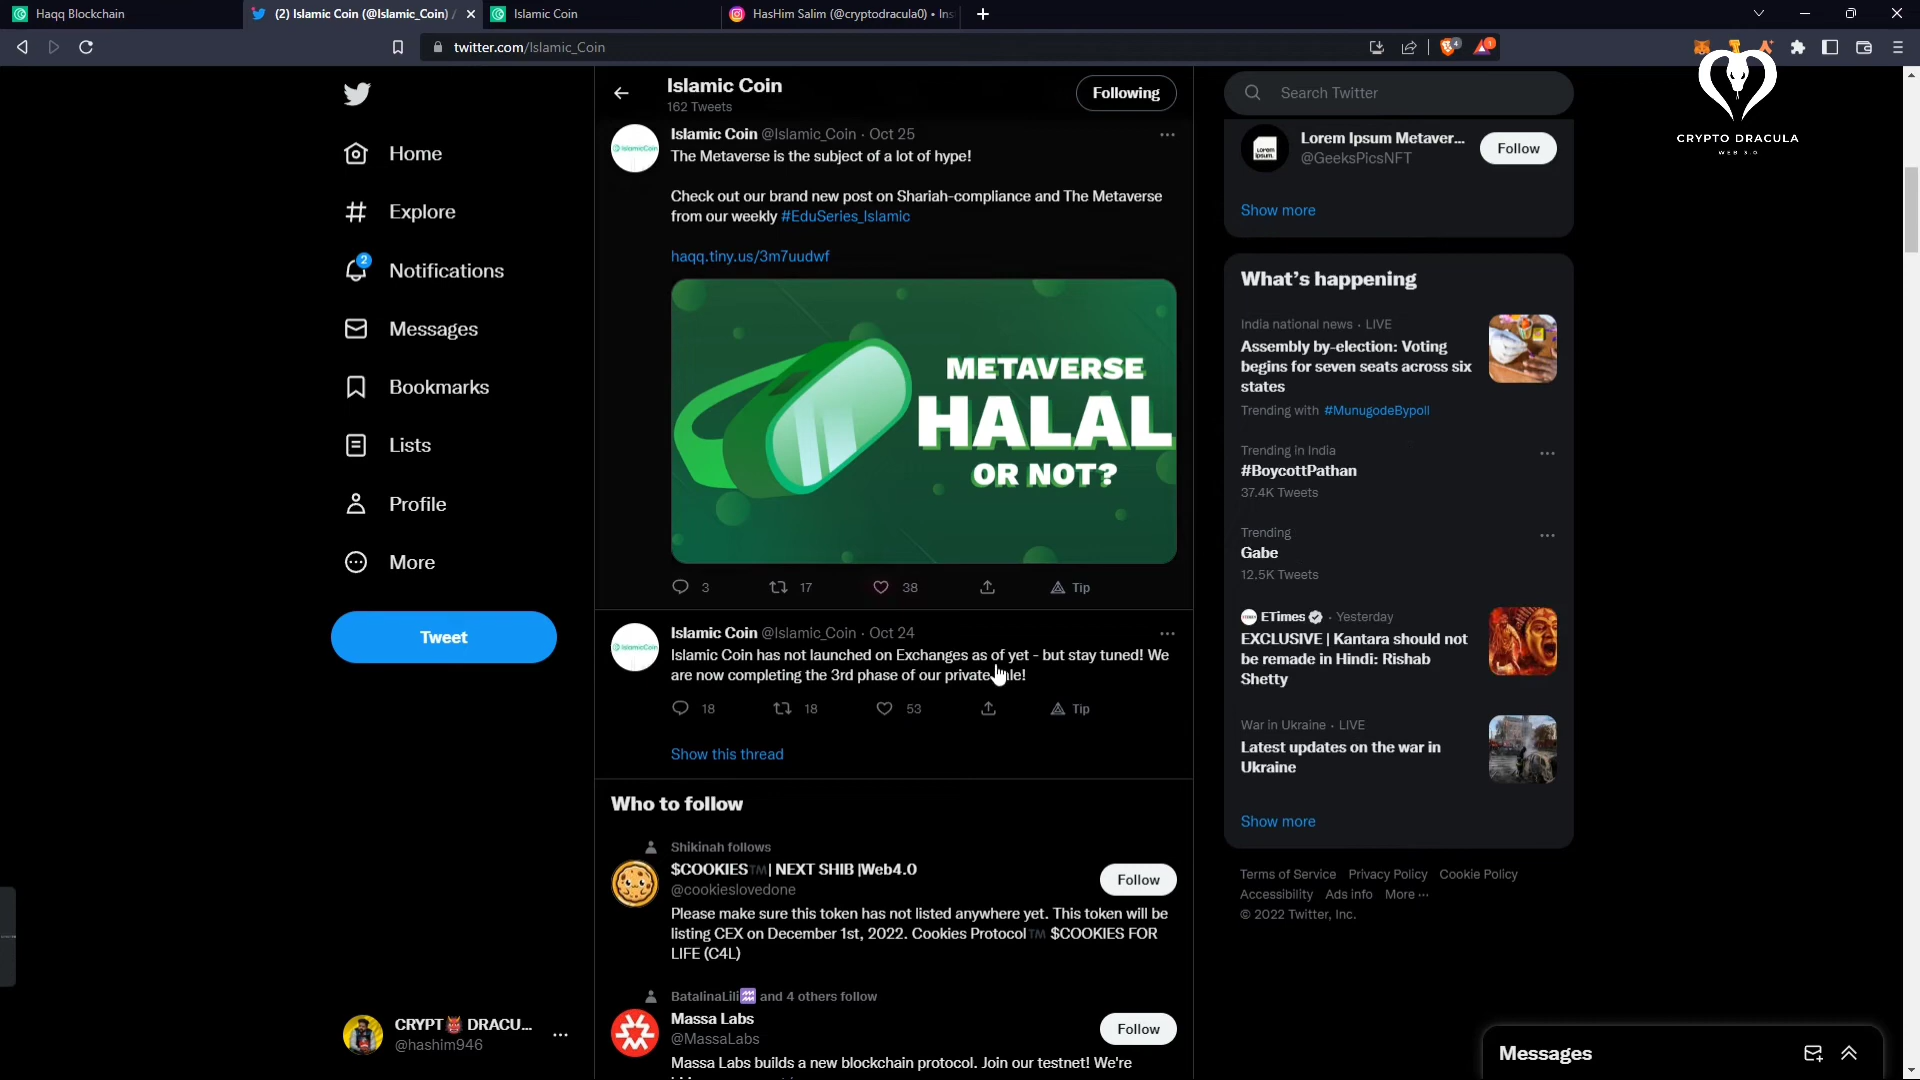 Haqq Blockchain
(2) Islamic Coin (@Islamic_Coin) /
Islamic Coin
HasHim Salim (@cryptodracula0) • Ins
twitter.com/Islamic_Coin
4
1
CRYPTO DRACULA
WEB 3.0
Home
Explore
2
Notifications
Messages
Bookmarks
Lists
Profile
More
Tweet
CRYPT👹 DRACU...
@hashim946
Islamic Coin
162 Tweets
Following
Islamic Coin @Islamic_Coin · Oct 25
The Metaverse is the subject of a lot of hype!
Check out our brand new post on Shariah-compliance and The Metaverse
from our weekly #EduSeries_Islamic
haqq.tiny.us/3m7uudwf
IslamicCoin
METAVERSE
HALAL
OR NOT?
3
17
38
Tip
Islamic Coin @Islamic_Coin · Oct 24
Islamic Coin has not launched on Exchanges as of yet - but stay tuned! We
are now completing the 3rd phase of our private
IslamicCoin
18
18
53
Tip
Show this thread
Who to follow
Shikinah follows
$COOKIES™️| NEXT SHIB |Web4.0
@cookieslovedone
Follow
Please make sure this token has not listed anywhere yet. This token will be
listing CEX on December 1st, 2022. Cookies Protocol™️ $COOKIES FOR
LIFE (C4L)
BatalinaLili♒ and 4 others follow
Massa Labs
@MassaLabs
Follow
Massa Labs builds a new blockchain protocol. Join our testnet! We're
Search Twitter
Lorem Ipsum Metaver...
@GeeksPicsNFT
Follow
Show more
What's happening
India national news · LIVE
Assembly by-election: Voting
begins for seven seats across six
states
Trending with #MunugodeBypoll
Trending in India
#BoycottPathan
37.4K Tweets
Trending
Gabe
12.5K Tweets
ETimes · Yesterday
EXCLUSIVE | Kantara should not
be remade in Hindi: Rishab
Shetty
War in Ukraine · LIVE
Latest updates on the war in
Ukraine
Show more
Terms of Service Privacy Policy Cookie Policy
Accessibility Ads info More ···
© 2022 Twitter, Inc.
Messages